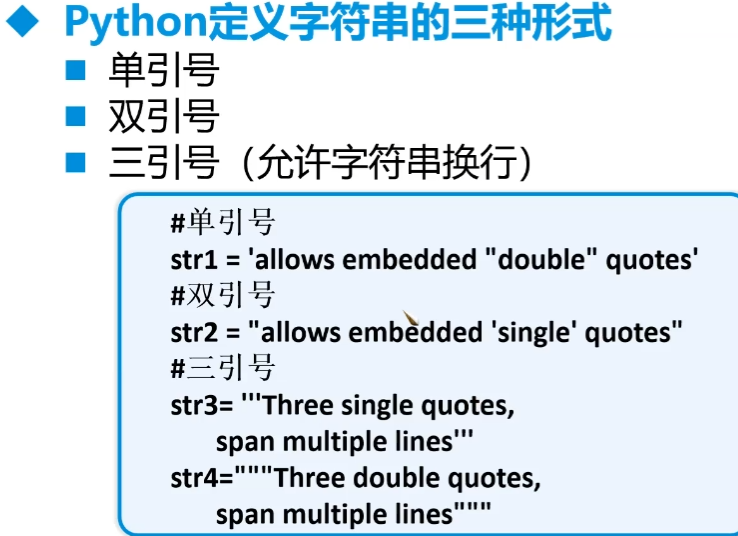 Python定义字符串的三种形式
单引号
双引号
三引号（允许字符串换行）
#单引号
str1 = 'allows embedded "double" quotes'
#双引号
str2 = "allows embedded 'single' quotes"
#三引号
str3= '''Three single quotes,
span multiple lines'''
str4="""Three double quotes,
span multiple lines"""